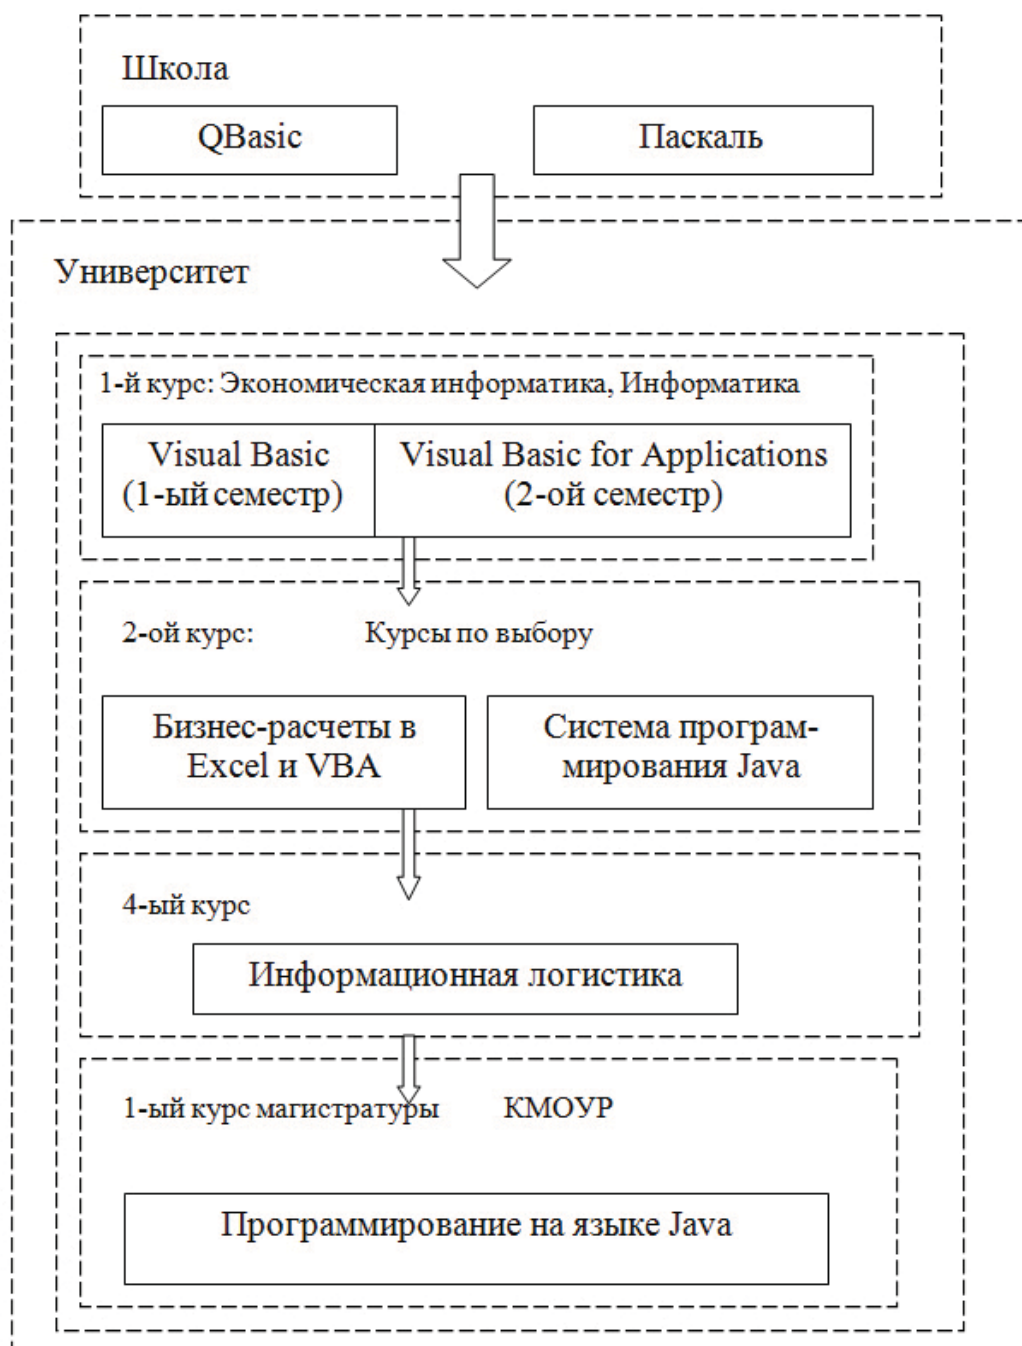 Школа
QBasic
Паскаль
Университет
1-й курс: Экономическая информатика, Информатика
Visual Basic
(1-ый семестр)
Visual Basic for Applications
(2-ой семестр)
2-ой курс: Курсы по выбору
Бизнес-расчеты в
Excel и VBA
Система програм-
мирования Java
4-ый курс
Информационная логистика
1-ый курс магистратуры КМОУР
Программирование на языке Java